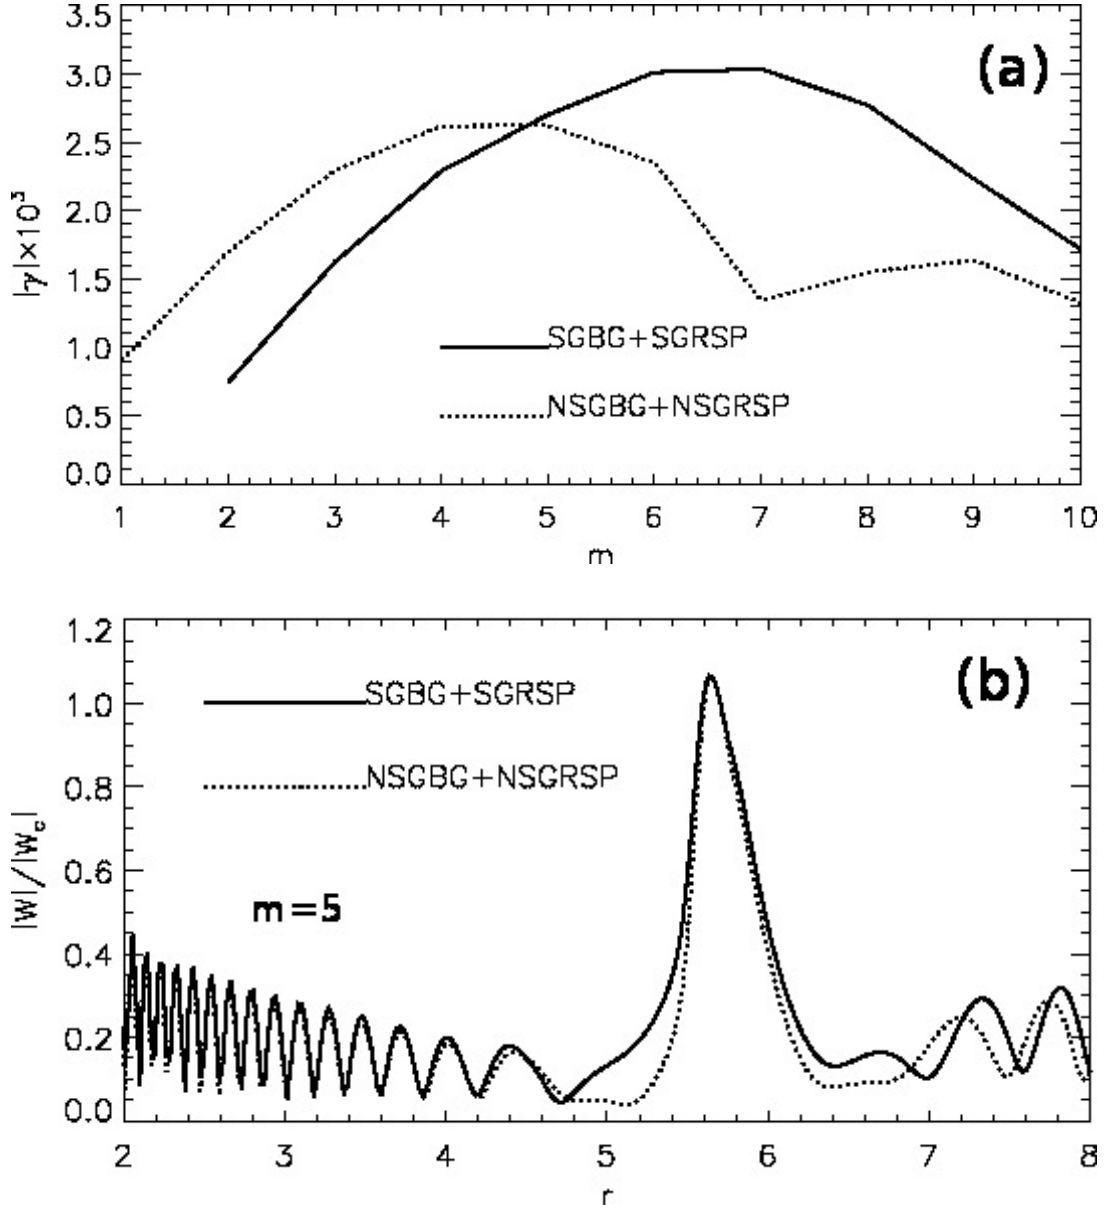 3.5
(a)
3.0
2.5
2.0
1.5
1.0
0.5
0.0
|γ|×10³
SGBG+SGRSP
NSGBG+NSGRSP
1 2 3 4 5 6 7 8 9 10
m
1.2
(b)
1.0
0.8
0.6
0.4
0.2
0.0
|W|/|W_c|
SGBG+SGRSP
NSGBG+NSGRSP
m=5
2 3 4 5 6 7 8
r